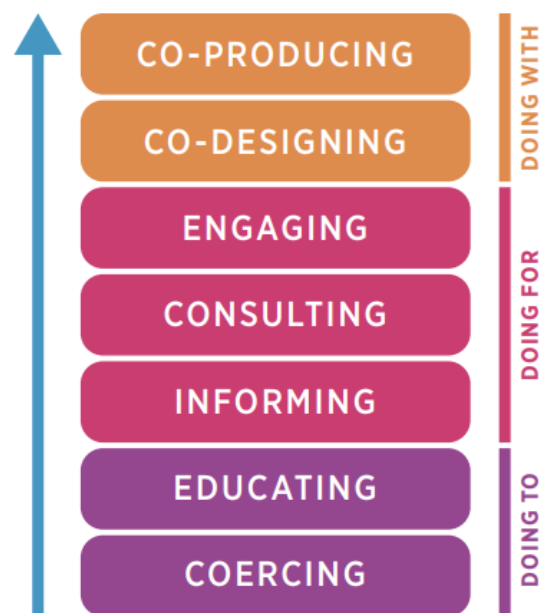 CO-PRODUCING
CO-DESIGNING
DOING WITH
ENGAGING
CONSULTING
INFORMING
DOING FOR
EDUCATING
COERCING
DOING TO